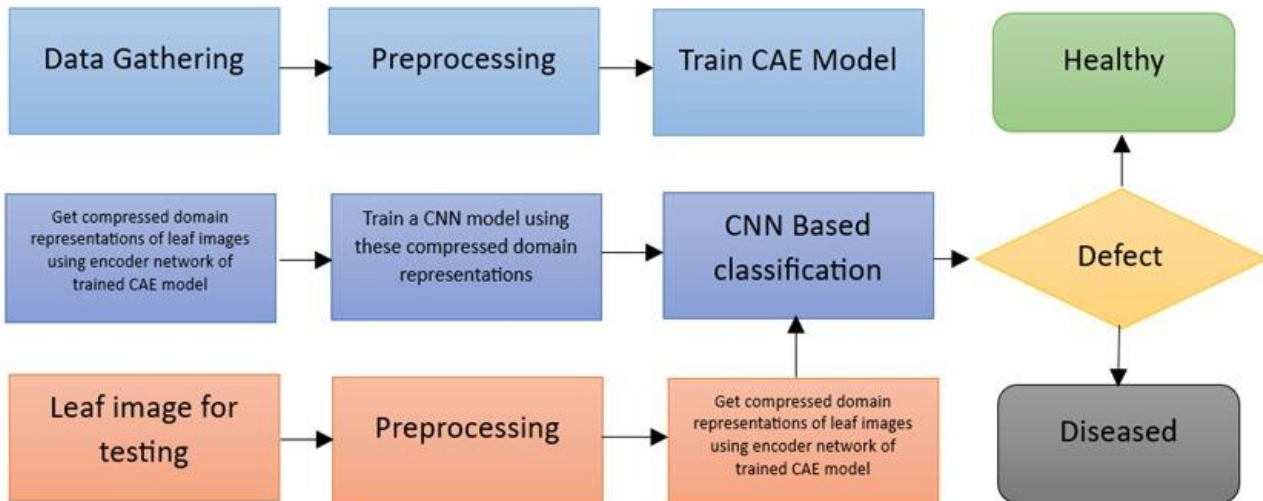 Data Gathering
Preprocessing
Train CAE Model
Healthy
Get compressed domain
representations of leaf images
using encoder network of
trained CAE model
Train a CNN model using
these compressed domain
representations
CNN Based
classification
Defect
Leaf image for
testing
Preprocessing
Get compressed domain
representations of leaf images
using encoder network of
trained CAE model
Diseased